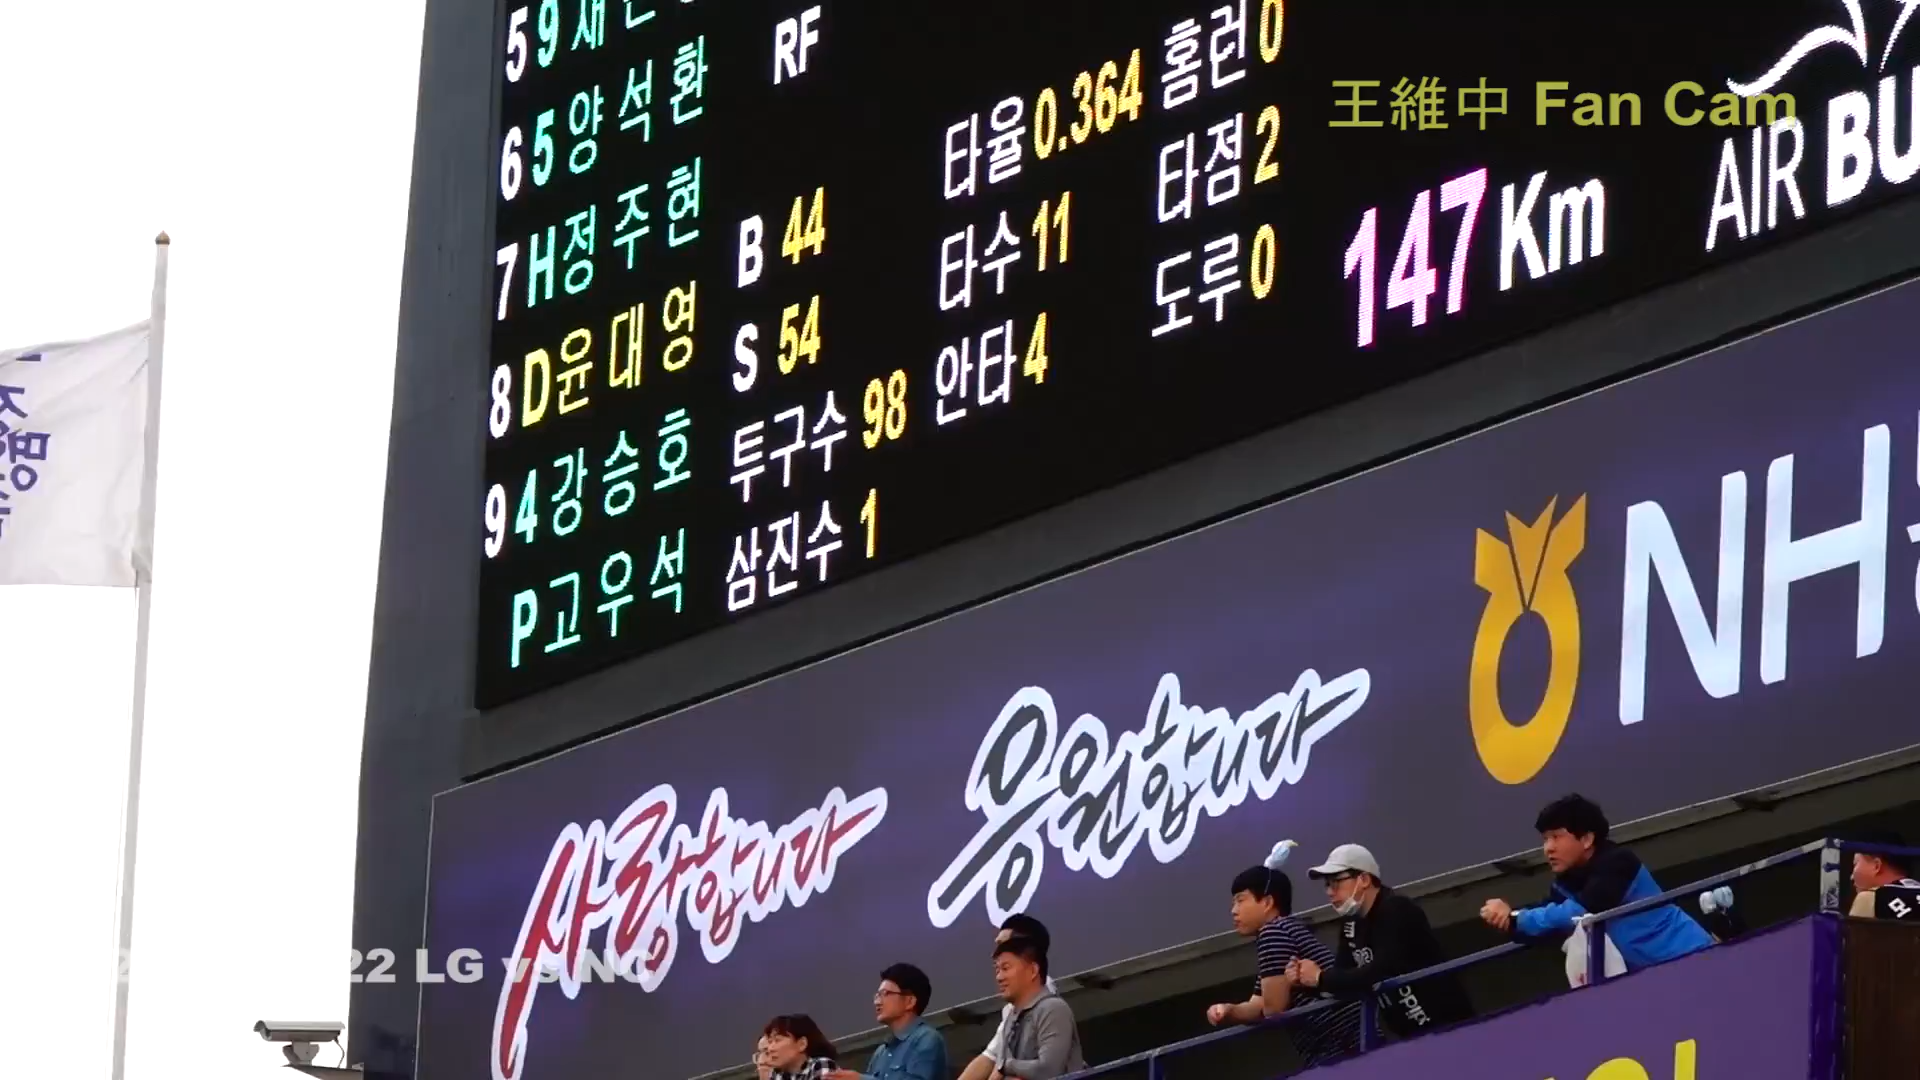 5 9
RF
홈런 0
6 5 양석환
타율 0.364
타점 2
王維中 Fan Cam
7 H 정주현
B 44
타수 11
도루 0
147 Km
AIR BU
8 D 윤대영
S 54
안타 4
9 4 강승호
투구수 98
P 고우석
삼진수 1
NH
사랑합니다
응원합니다
22 LG vs NC